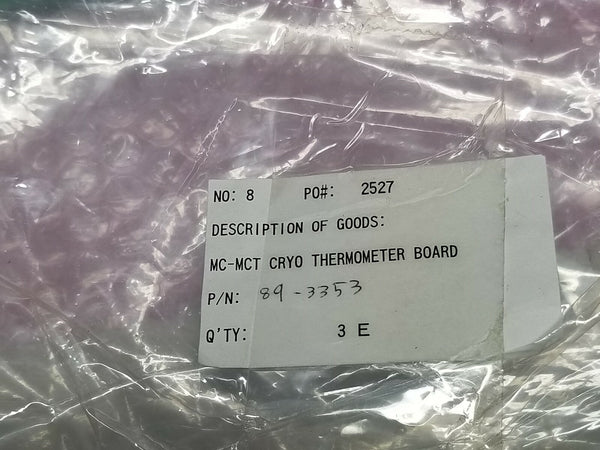 NO: 8 PO#: 2527
DESCRIPTION OF GOODS:
MC-MCT CRYO THERMOMETER BOARD
P/N: 89-3353
Q'TY: 3 E